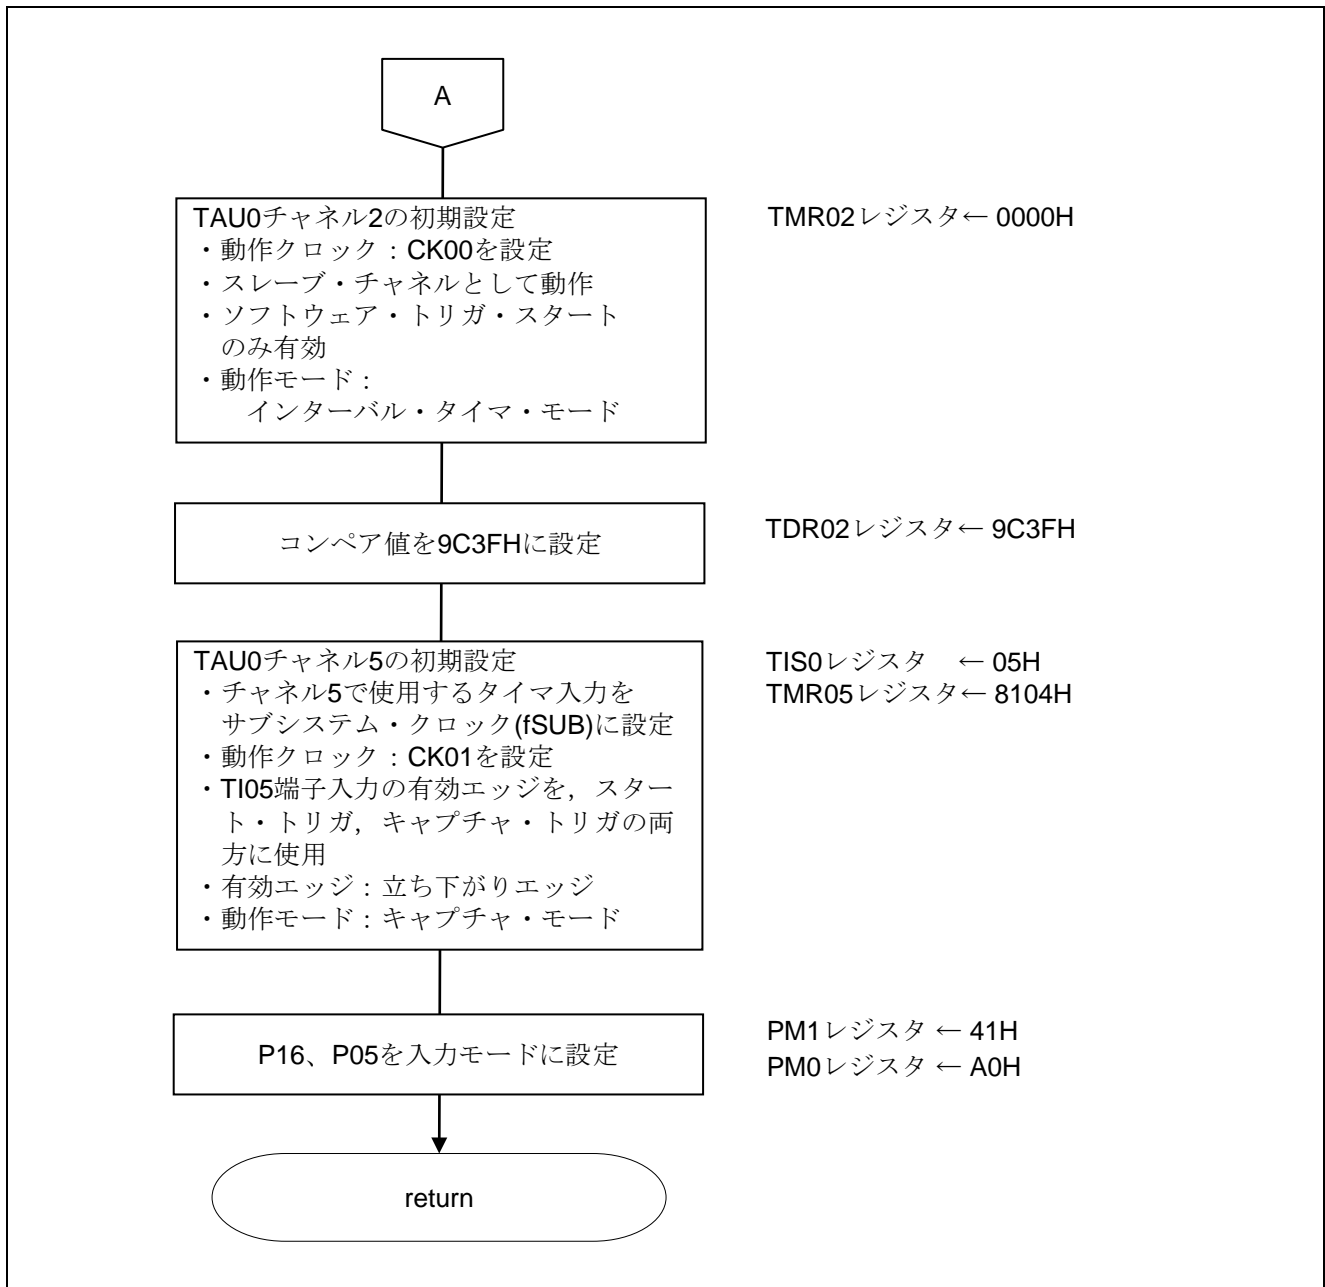 A
TAU0チャネル2の初期設定
・動作クロック：CK00を設定
・スレーブ・チャネルとして動作
・ソフトウェア・トリガ・スタート
のみ有効
・動作モード：
インターバル・タイマ・モード
TMR02レジスタ← 0000H
コンペア値を9C3FHに設定
TDR02レジスタ← 9C3FH
TAU0チャネル5の初期設定
・チャネル5で使用するタイマ入力を
サブシステム・クロック(fSUB)に設定
・動作クロック：CK01を設定
・TI05端子入力の有効エッジを，スター
ト・トリガ，キャプチャ・トリガの両
方に使用
・有効エッジ：立ち下がりエッジ
・動作モード：キャプチャ・モード
TIS0レジスタ　← 05H
TMR05レジスタ← 8104H
P16、P05を入力モードに設定
PM1レジスタ ← 41H
PM0レジスタ ← A0H
return